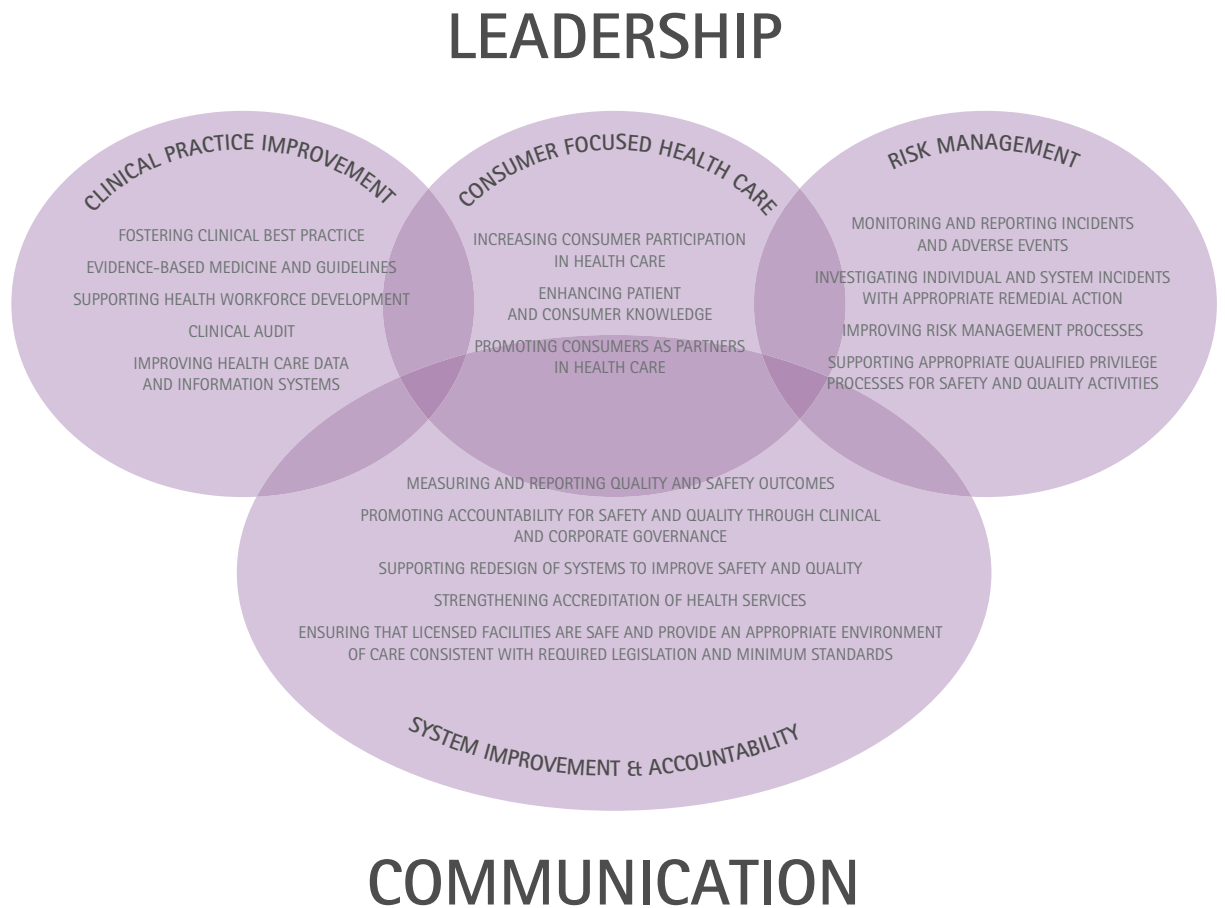 LEADERSHIP
CLINICAL PRACTICE IMPROVEMENT
FOSTERING CLINICAL BEST PRACTICE
EVIDENCE-BASED MEDICINE AND GUIDELINES
SUPPORTING HEALTH WORKFORCE DEVELOPMENT
CLINICAL AUDIT
IMPROVING HEALTH CARE DATA
AND INFORMATION SYSTEMS
CONSUMER FOCUSED HEALTH CARE
INCREASING CONSUMER PARTICIPATION
IN HEALTH CARE
ENHANCING PATIENT
AND CONSUMER KNOWLEDGE
PROMOTING CONSUMERS AS PARTNERS
IN HEALTH CARE
RISK MANAGEMENT
MONITORING AND REPORTING INCIDENTS
AND ADVERSE EVENTS
INVESTIGATING INDIVIDUAL AND SYSTEM INCIDENTS
WITH APPROPRIATE REMEDIAL ACTION
IMPROVING RISK MANAGEMENT PROCESSES
SUPPORTING APPROPRIATE QUALIFIED PRIVILEGE
PROCESSES FOR SAFETY AND QUALITY ACTIVITIES
MEASURING AND REPORTING QUALITY AND SAFETY OUTCOMES
PROMOTING ACCOUNTABILITY FOR SAFETY AND QUALITY THROUGH CLINICAL
AND CORPORATE GOVERNANCE
SUPPORTING REDESIGN OF SYSTEMS TO IMPROVE SAFETY AND QUALITY
STRENGTHENING ACCREDITATION OF HEALTH SERVICES
ENSURING THAT LICENSED FACILITIES ARE SAFE AND PROVIDE AN APPROPRIATE ENVIRONMENT
OF CARE CONSISTENT WITH REQUIRED LEGISLATION AND MINIMUM STANDARDS
SYSTEM IMPROVEMENT & ACCOUNTABILITY
COMMUNICATION